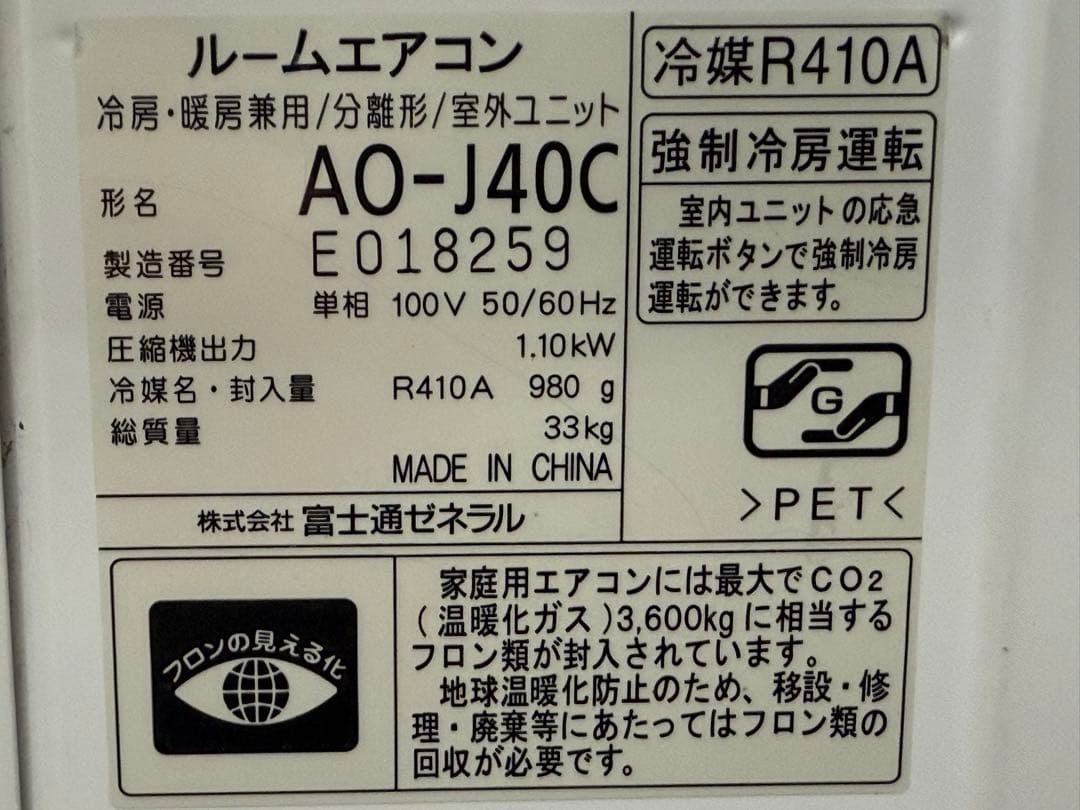 ルームエアコン
冷房・暖房兼用/分離形/室外ユニット
形名 AO-J40C
製造番号 E018259
電源 単相 100V 50/60Hz
圧縮機出力 1.10kW
冷媒名・封入量 R410A 980 g
総質量 33kg
MADE IN CHINA
株式会社 富士通ゼネラル
冷媒R410A
強制冷房運転
室内ユニットの応急
運転ボタンで強制冷房
運転ができます。
G
>PET<
フロンの見える化
家庭用エアコンには最大でCO2
(温暖化ガス)3,600kgに相当する
フロン類が封入されています。
地球温暖化防止のため、移設・修
理・廃棄等にあたってはフロン類の
回収が必要です。